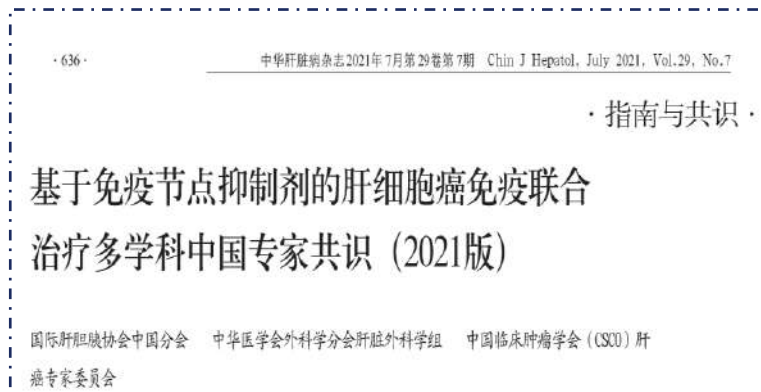 ·636·
中华肝脏病杂志2021年7月第29卷第7期 Chin J Hepatol, July 2021, Vol.29, No.7
·指南与共识·
基于免疫节点抑制剂的肝细胞癌免疫联合
治疗多学科中国专家共识（2021版）
国际肝胆胰协会中国分会 中华医学会外科学分会肝脏外科学组 中国临床肿瘤学会（CSCO）肝
癌专家委员会